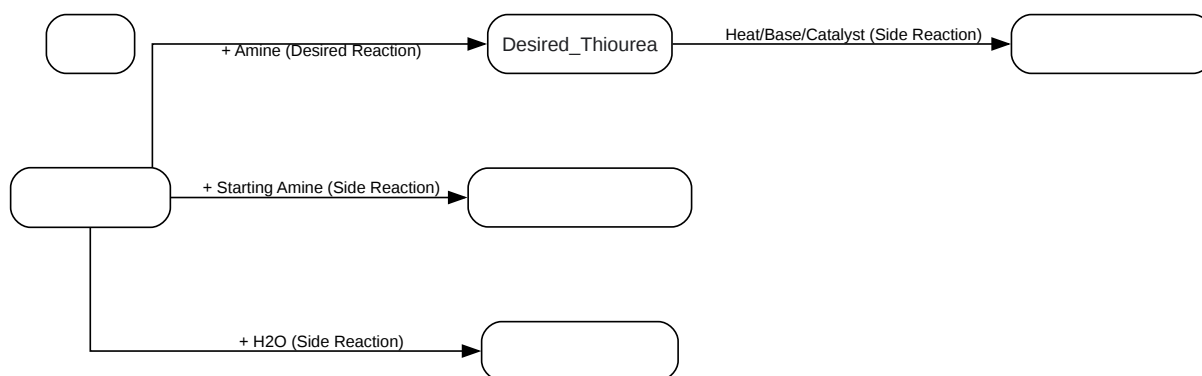 + Amine (Desired Reaction)
Desired_Thiourea
Heat/Base/Catalyst (Side Reaction)
+ Starting Amine (Side Reaction)
+ H2O (Side Reaction)